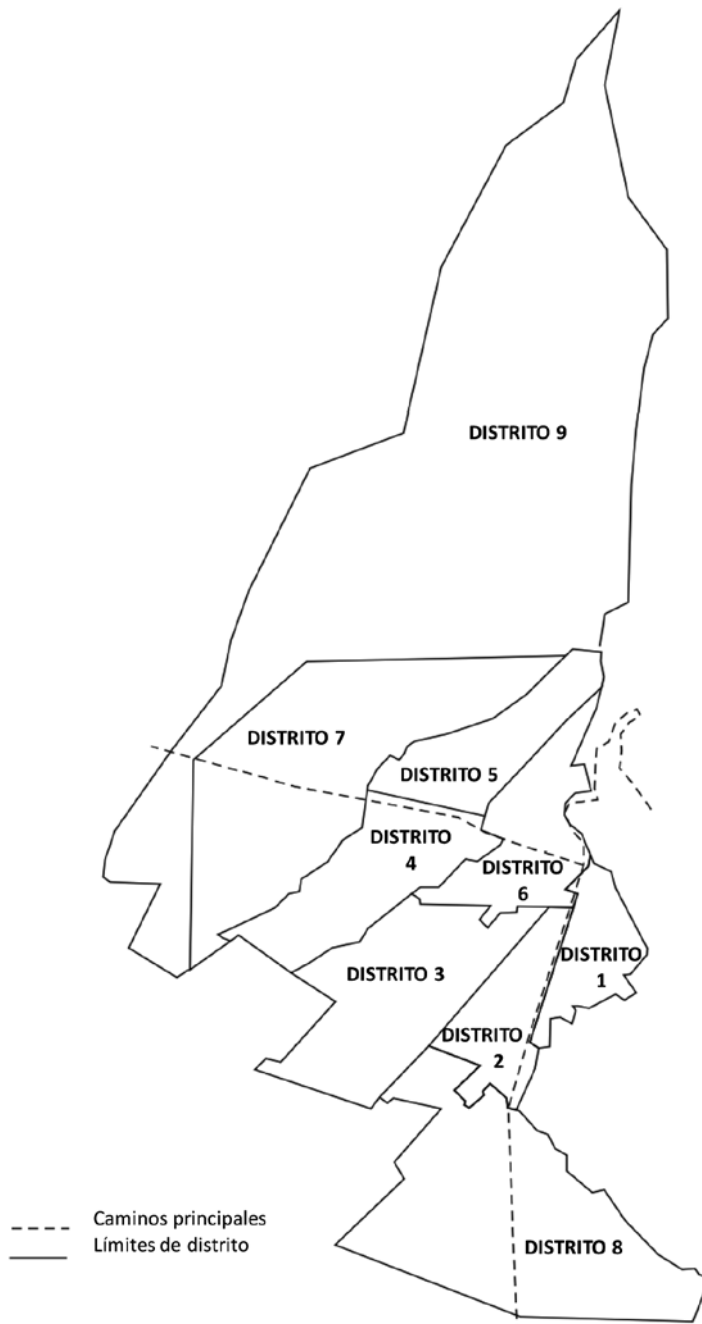 DISTRITO 9
DISTRITO 7
DISTRITO 5
DISTRITO
4
DISTRITO
6
DISTRITO 3
DISTRITO
1
DISTRITO
2
Caminos principales
Límites de distrito
DISTRITO 8